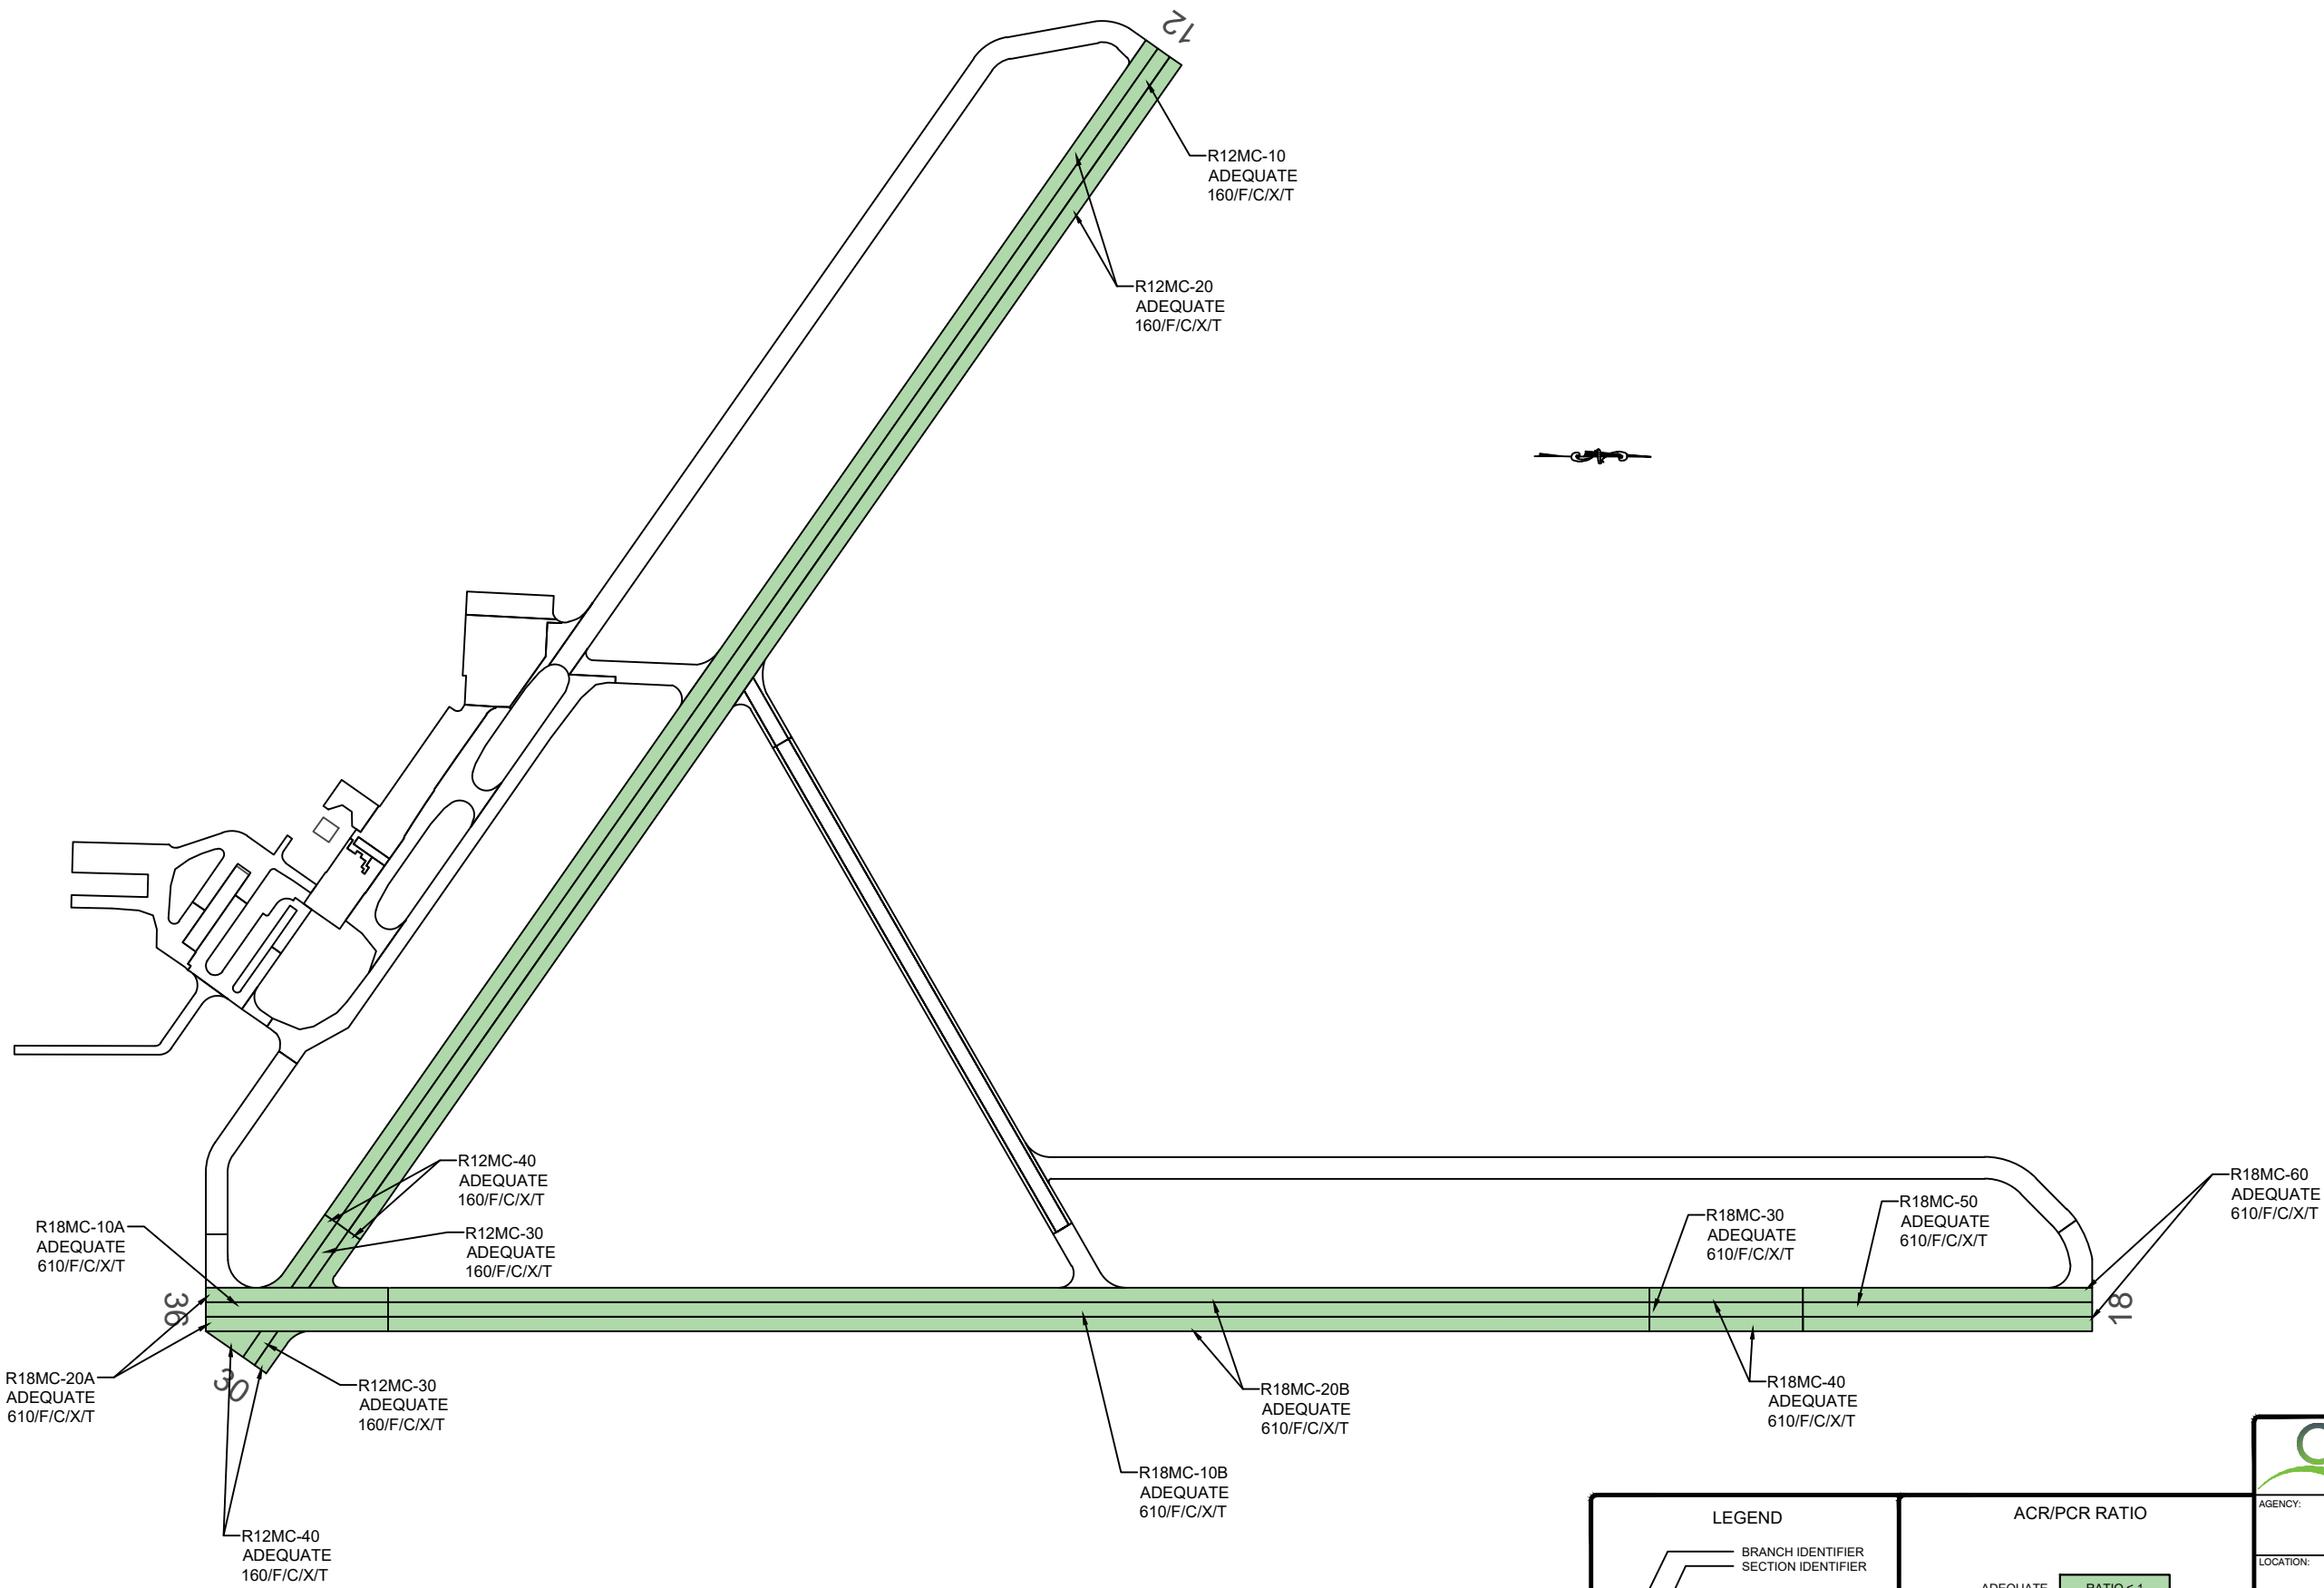 12
R12MC-10
ADEQUATE
160/F/C/X/T
R12MC-20
ADEQUATE
160/F/C/X/T
R12MC-40
ADEQUATE
160/F/C/X/T
R12MC-30
ADEQUATE
160/F/C/X/T
R18MC-10A
ADEQUATE
610/F/C/X/T
R18MC-30
ADEQUATE
610/F/C/X/T
R18MC-50
ADEQUATE
610/F/C/X/T
R18MC-60
ADEQUATE
610/F/C/X/T
36
18
R18MC-20A
ADEQUATE
610/F/C/X/T
30
R12MC-30
ADEQUATE
160/F/C/X/T
R18MC-20B
ADEQUATE
610/F/C/X/T
R18MC-40
ADEQUATE
610/F/C/X/T
R18MC-10B
ADEQUATE
610/F/C/X/T
R12MC-40
ADEQUATE
160/F/C/X/T
LEGEND
BRANCH IDENTIFIER
SECTION IDENTIFIER
ACR/PCR RATIO
ADEQUATE
AGENCY:
LOCATION: